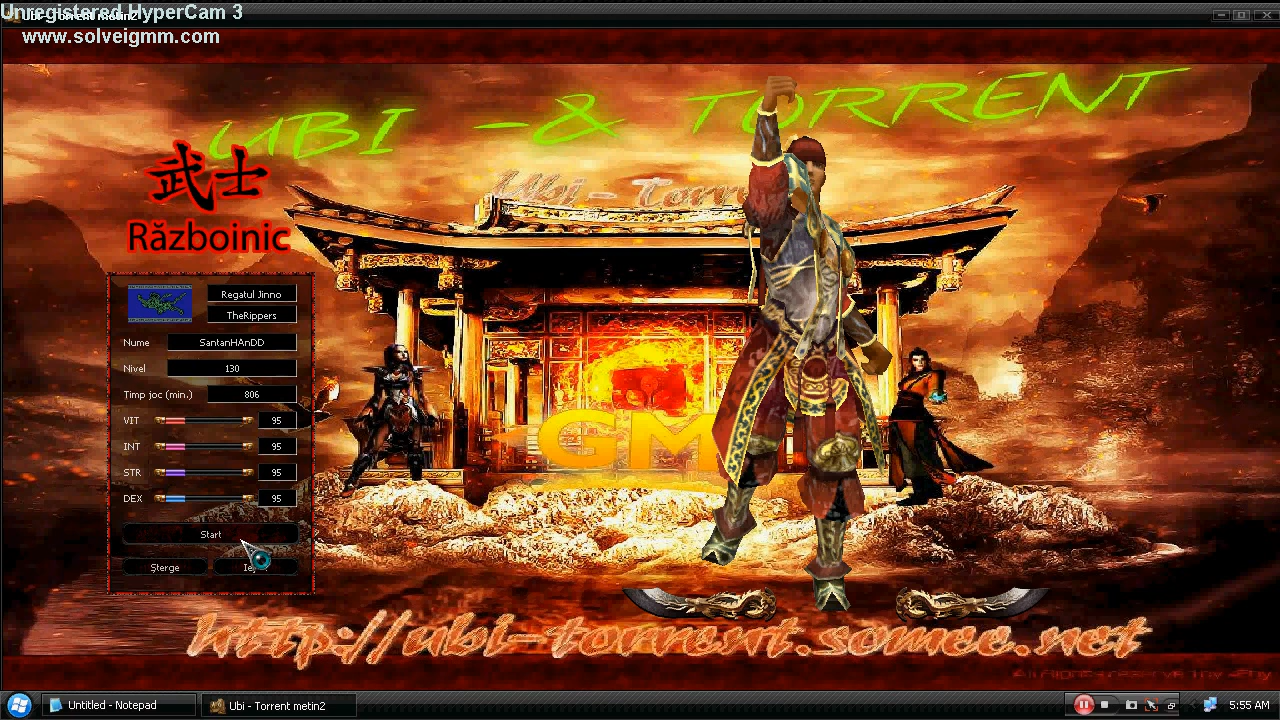 Unregistered HyperCam 3
www.solveigmm.com
UBI -& TORRENT
武士
Războinic
GM
Regatul Jinno
TheRippers
Nume SantanHAnDD
Nivel 130
Timp joc (min.) 806
VIT 95
INT 95
STR 95
DEX 95
Start
Şterge
http://ubi-torrent.somee.net
Untitled - Notepad
Ubi - Torrent metin2
5:55 AM